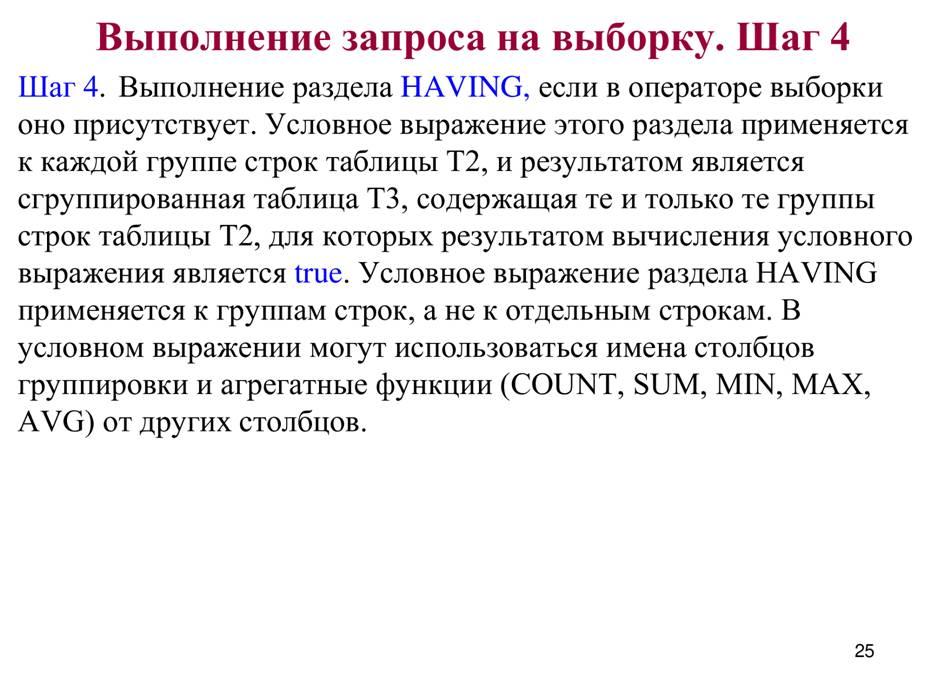 Выполнение запроса на выборку. Шаг 4
Шаг 4. Выполнение раздела HAVING, если в операторе выборки
оно присутствует. Условное выражение этого раздела применяется
к каждой группе строк таблицы T2, и результатом является
сгруппированная таблица T3, содержащая те и только те группы
строк таблицы T2, для которых результатом вычисления условного
выражения является true. Условное выражение раздела HAVING
применяется к группам строк, а не к отдельным строкам. В
условном выражении могут использоваться имена столбцов
группировки и агрегатные функции (COUNT, SUM, MIN, MAX,
AVG) от других столбцов.
25